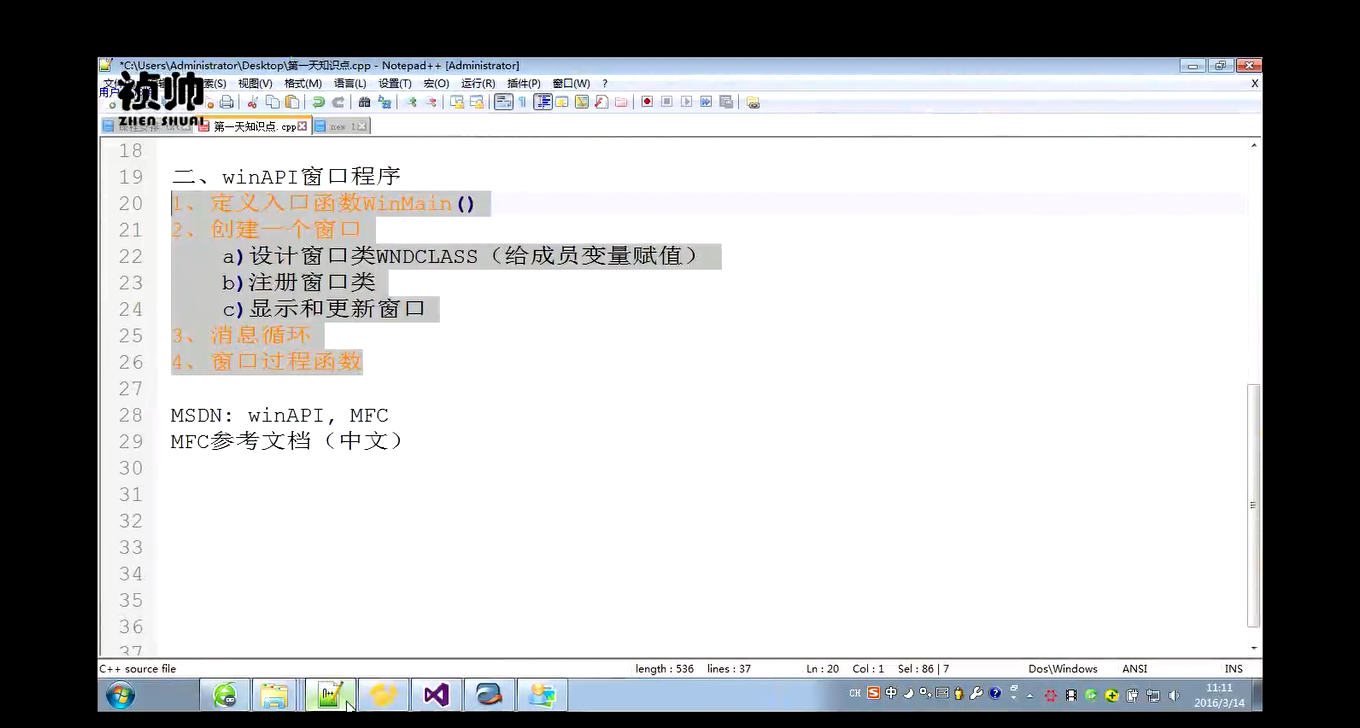 *C:\Users\Administrator\Desktop\第一天知识点.cpp - Notepad++ [Administrator]
视图(V) 格式(M) 语言(L) 设置(T) 宏(O) 运行(R) 插件(P) 窗口(W) ? X
祯帅
ZHEN SHUAI
第一天知识点.cpp new 1
18
19 二、winAPI窗口程序
20 1、定义入口函数WinMain()
21 2、创建一个窗口
22 a)设计窗口类WNDCLASS（给成员变量赋值）
23 b)注册窗口类
24 c)显示和更新窗口
25 3、消息循环
26 4、窗口过程函数
27
28 MSDN: winAPI, MFC
29 MFC参考文档（中文）
30
31
32
33
34
35
36
37
C++ source file length : 536 lines : 37 Ln : 20 Col : 1 Sel : 86 | 7 Dos\Windows ANSI INS
CH 中 11:11
2016/3/14